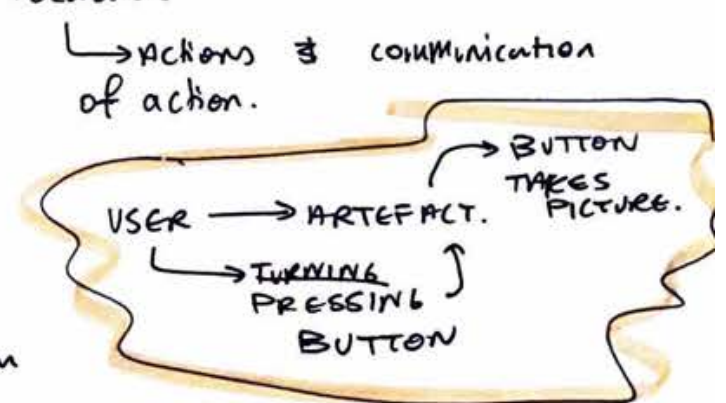 Actions & communication
of action.
BUTTON
TAKES
PICTURE.
USER → ARTEFACT.
TURNING
PRESSING
BUTTON